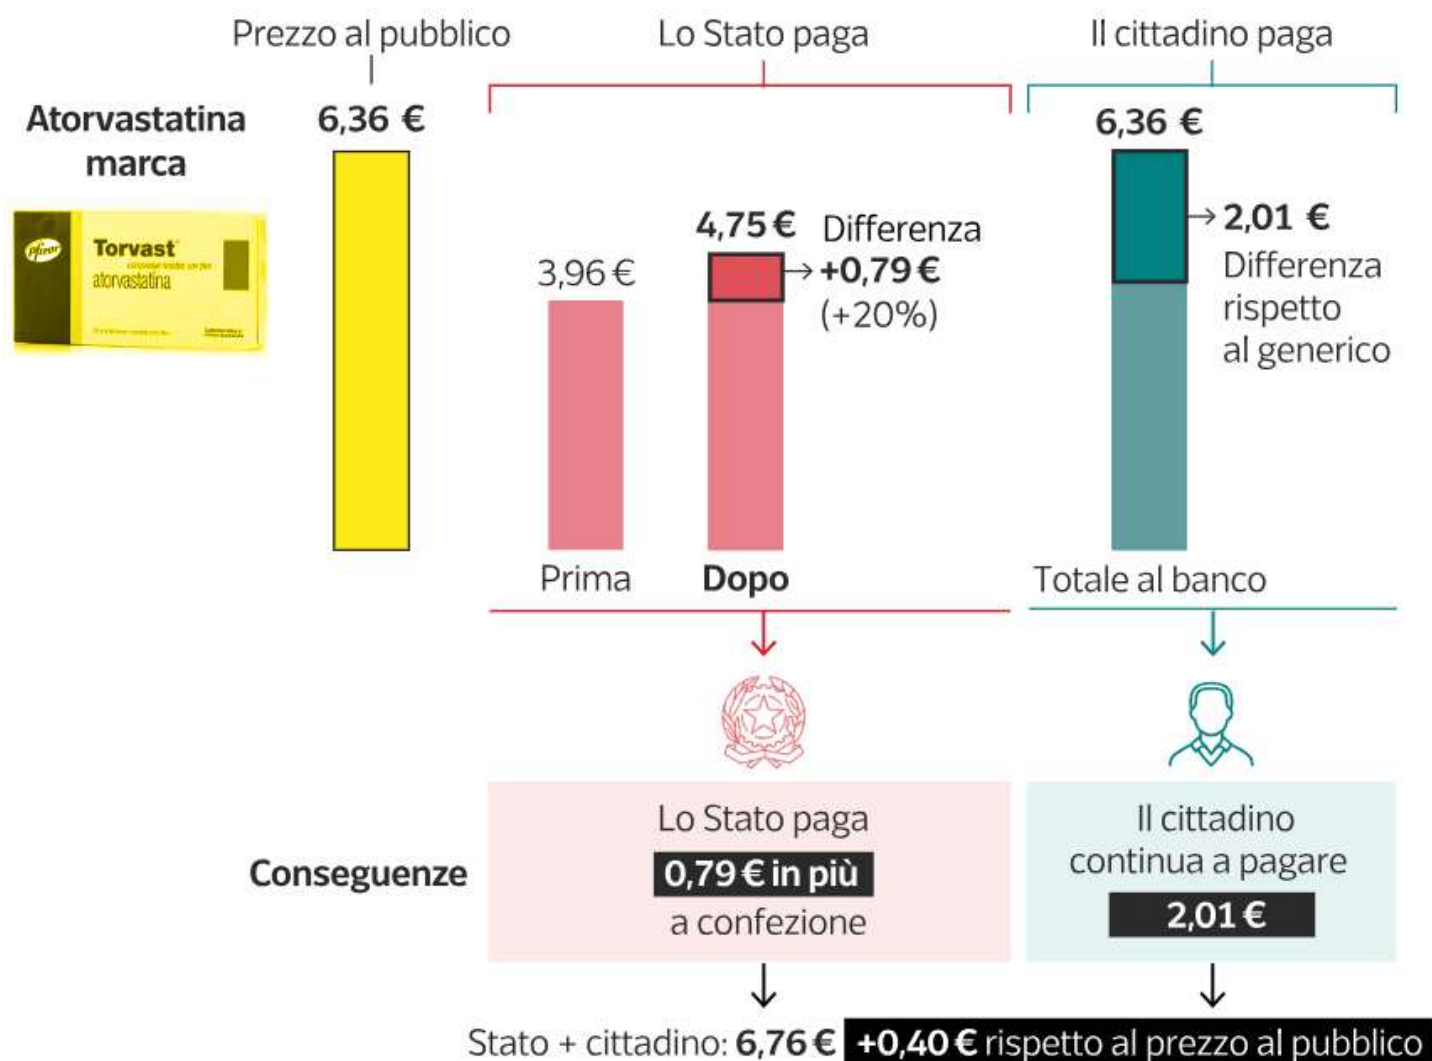 Prezzo al pubblico
Lo Stato paga
Il cittadino paga
Atorvastatina
marca
6,36 €
6,36 €
Pfizer
Torvast
atorvastatina
3,96 €
4,75 €
Differenza
+0,79 €
(+20%)
2,01 €
Differenza
rispetto
al generico
Prima
Dopo
Totale al banco
Conseguenze
Lo Stato paga
0,79 € in più
a confezione
Il cittadino
continua a pagare
2,01 €
Stato + cittadino: 6,76 € +0,40 € rispetto al prezzo al pubblico